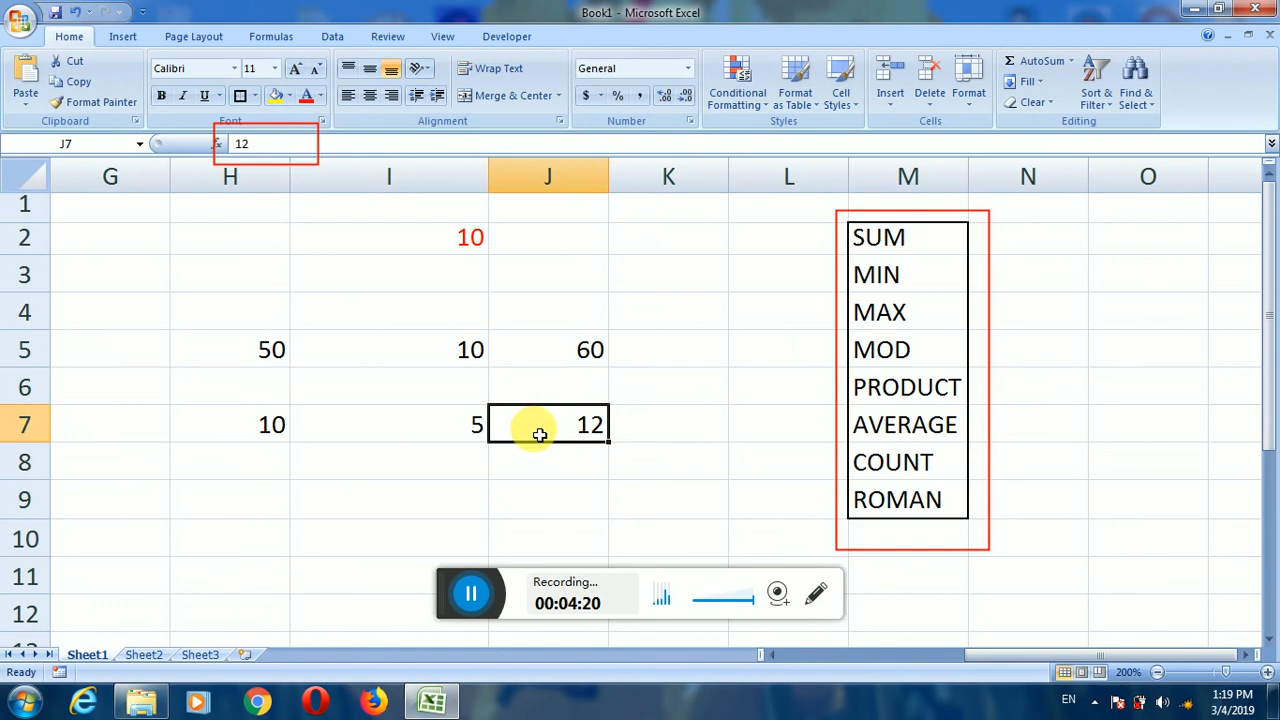 Book1 - Microsoft Excel
Home Insert Page Layout Formulas Data Review View Developer
Paste
Cut
Copy
Format Painter
Clipboard
Calibri 11
B I U
Font
Wrap Text
Merge & Center
Alignment
General
$ % ,
Number
Conditional Formatting
Format as Table
Cell Styles
Styles
Insert Delete Format
Cells
Σ AutoSum
Fill
Clear
Sort & Filter
Find & Select
Editing
J7 fx 12
G H I J K L M N O
1
2 10 SUM
3 MIN
4 MAX
5 50 10 60 MOD
6 PRODUCT
7 10 5 12 AVERAGE
8 COUNT
9 ROMAN
10
11
12
Recording...
00:04:20
Sheet1 Sheet2 Sheet3
Ready 200%
EN 1:19 PM
3/4/2019